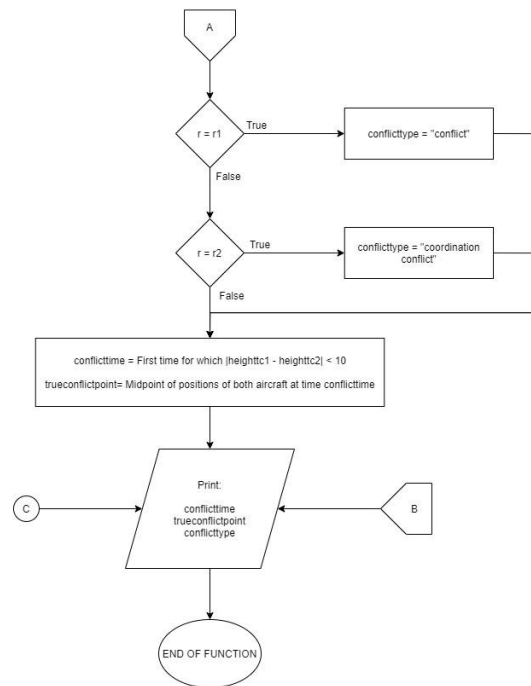 A
r = r1
True
conflicttype = "conflict"
False
r = r2
True
conflicttype = "coordination
conflict"
False
conflicttime = First time for which |heighttc1 - heighttc2| < 10
trueconflictpoint= Midpoint of positions of both aircraft at time conflicttime
Print:
conflicttime
trueconflictpoint
conflicttype
C
B
END OF FUNCTION